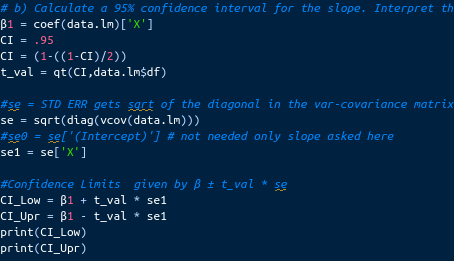 # b) Calculate a 95% confidence interval for the slope. Interpret th
β1 = coef(data.lm)['X']
CI = .95
CI = (1-((1-CI)/2))
t_val = qt(CI,data.lm$df)
#se = STD ERR gets sqrt of the diagonal in the var-covariance matrix
se = sqrt(diag(vcov(data.lm)))
#se0 = se['(Intercept)'] # not needed only slope asked here
se1 = se['X']
#Confidence Limits  given by β ± t_val * se
CI_Low = β1 + t_val * se1
CI_Upr = β1 - t_val * se1
print(CI_Low)
print(CI_Upr)